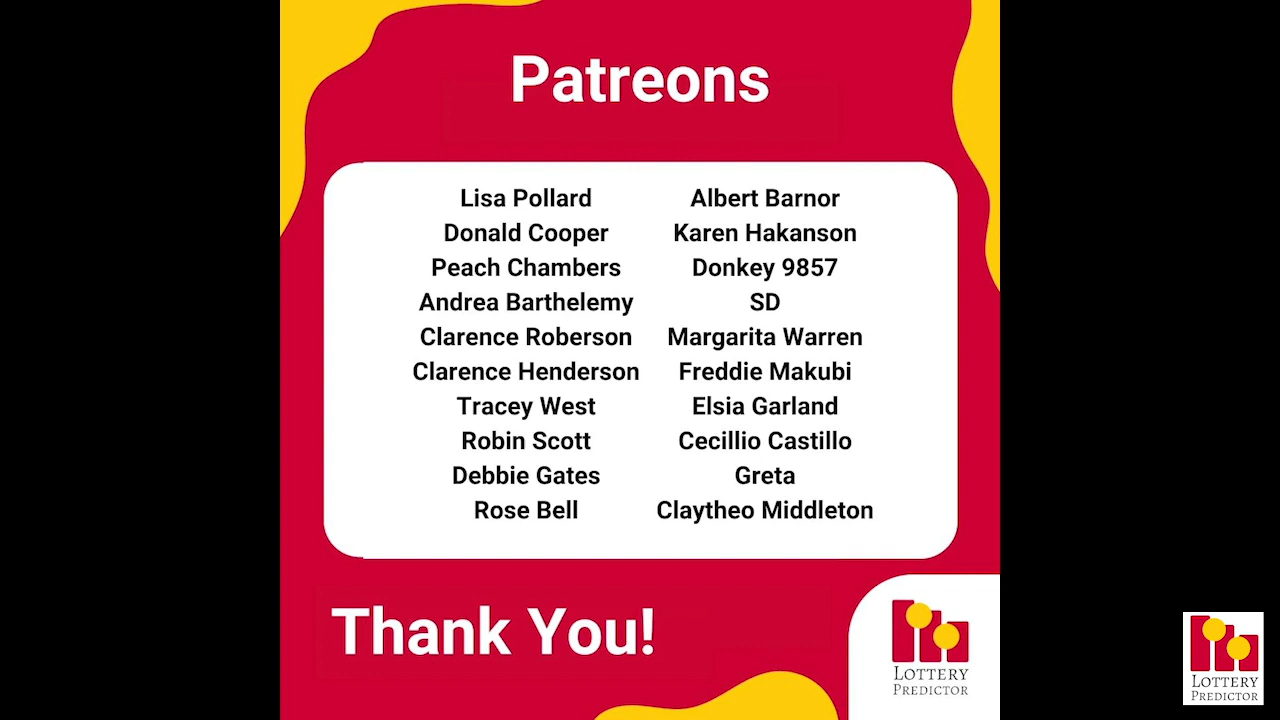 Patreons
Lisa Pollard
Donald Cooper
Peach Chambers
Andrea Barthelemy
Clarence Roberson
Clarence Henderson
Tracey West
Robin Scott
Debbie Gates
Rose Bell
Albert Barnor
Karen Hakanson
Donkey 9857
SD
Margarita Warren
Freddie Makubi
Elsia Garland
Cecillio Castillo
Greta
Claytheo Middleton
Thank You!
LOTTERY
PREDICTOR
LOTTERY
PREDICTOR